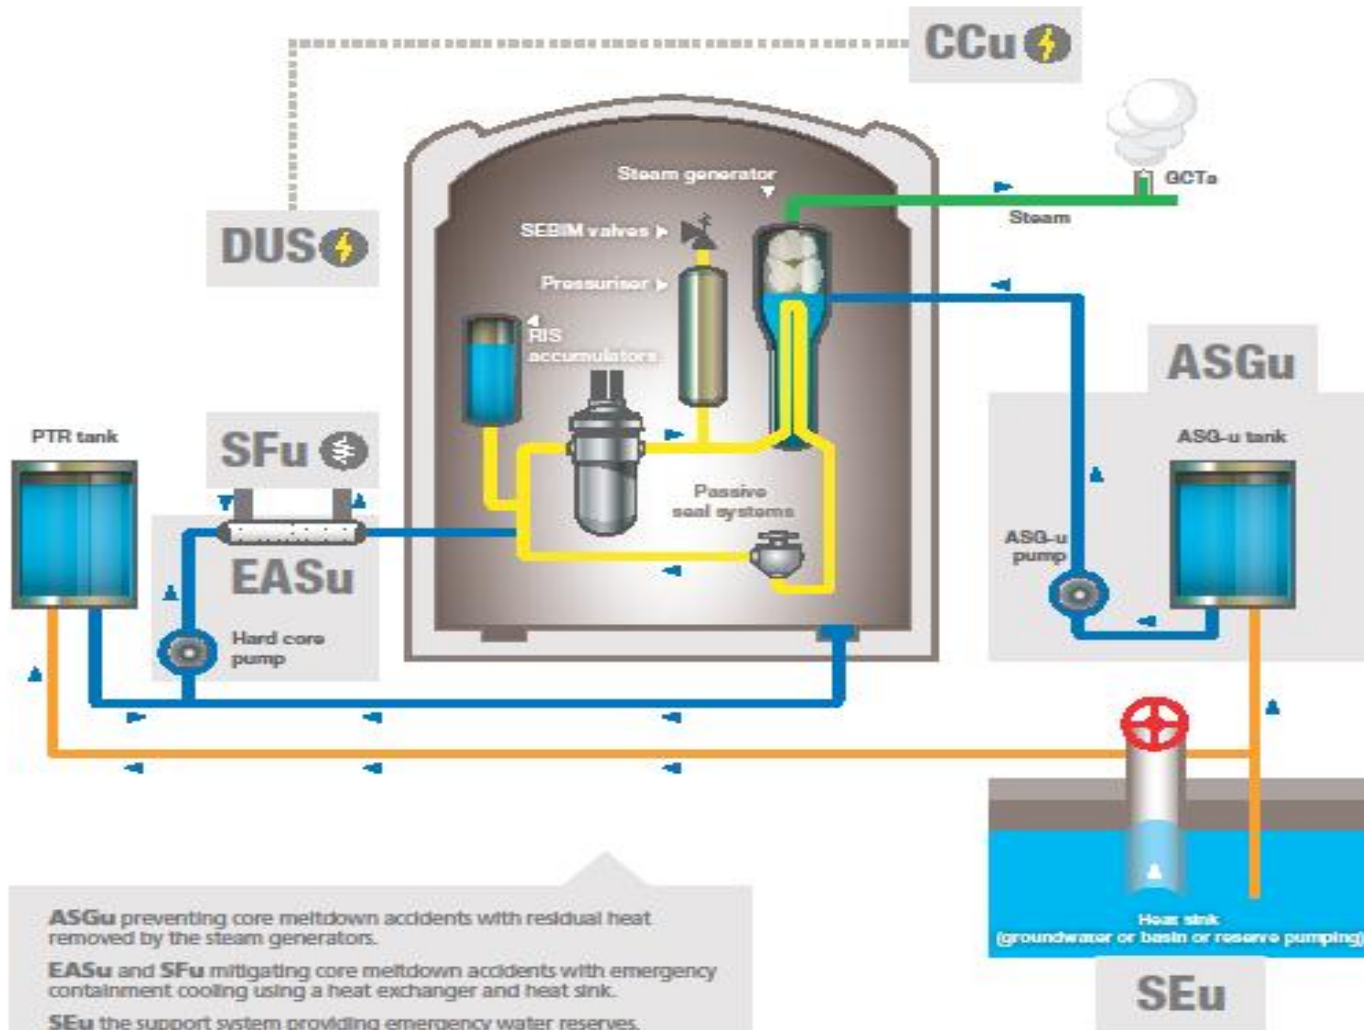 CCu
Steam generator
GCTa
Steam
DUS
SEBIM valves
Pressuriser
RIS
accumulators
ASGu
PTR tank
SFu
ASG-u tank
Passive
seal systems
ASG-u
pump
EASu
Hard core
pump
Heat sink
(groundwater or basin or reserve pumping)
SEu
ASGu preventing core meltdown accidents with residual heat
removed by the steam generators.
EASu and SFu mitigating core meltdown accidents with emergency
containment cooling using a heat exchanger and heat sink.
SEu the support system providing emergency water reserves.